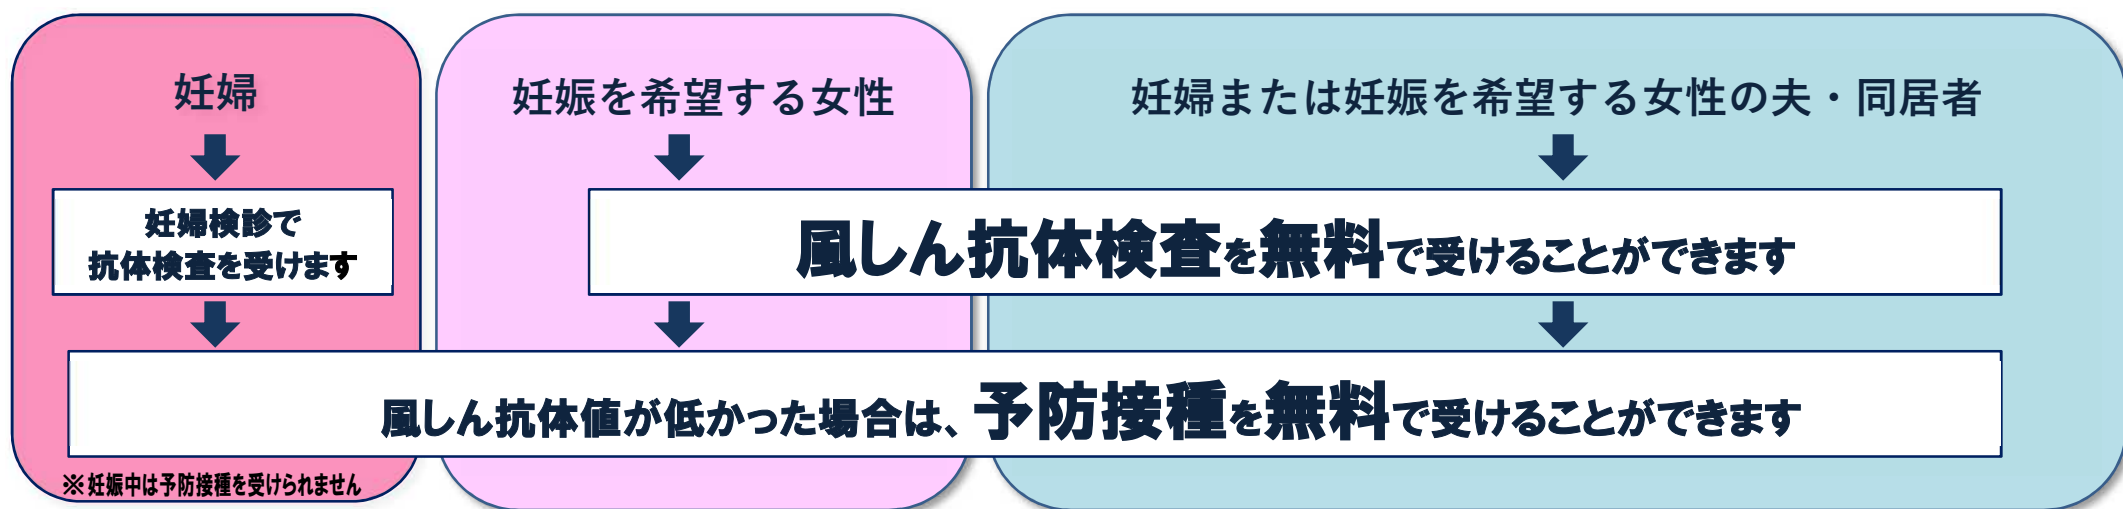 妊婦
妊婦検診で
抗体検査を受けます
妊娠を希望する女性
妊婦または妊娠を希望する女性の夫・同居者
風しん抗体検査を無料で受けることができます
風しん抗体値が低かった場合は、予防接種を無料で受けることができます
※妊娠中は予防接種を受けられません